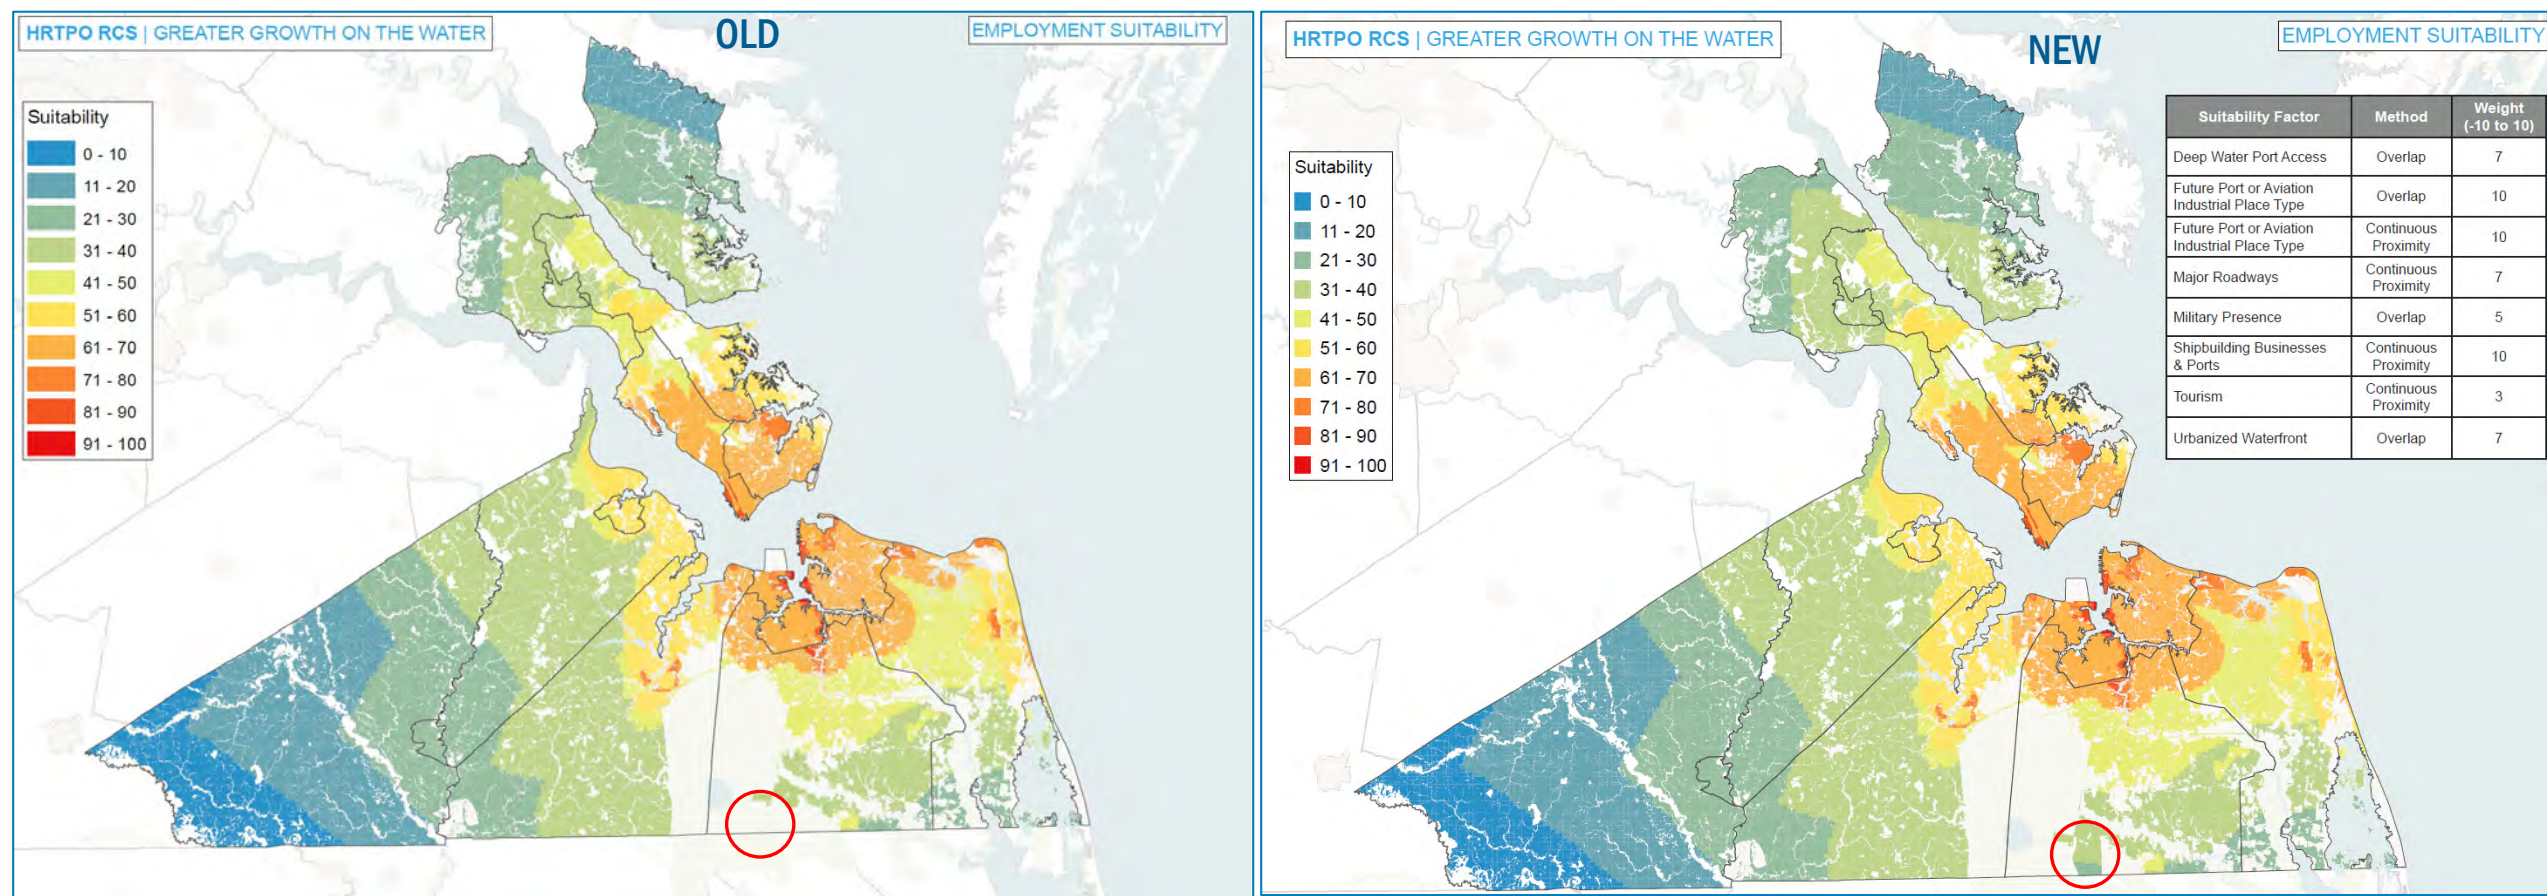 HRTPO RCS | GREATER GROWTH ON THE WATER
OLD
EMPLOYMENT SUITABILITY
Suitability
0 - 10
11 - 20
21 - 30
31 - 40
41 - 50
51 - 60
61 - 70
71 - 80
81 - 90
91 - 100
HRTPO RCS | GREATER GROWTH ON THE WATER
NEW
EMPLOYMENT SUITABILITY
Suitability
0 - 10
11 - 20
21 - 30
31 - 40
41 - 50
51 - 60
61 - 70
71 - 80
81 - 90
91 - 100
Suitability Factor Method Weight
(-10 to 10)
Deep Water Port Access Overlap 7
Future Port or Aviation
Industrial Place Type Overlap 10
Future Port or Aviation
Industrial Place Type Continuous
Proximity 10
Major Roadways Continuous
Proximity 7
Military Presence Overlap 5
Shipbuilding Businesses
& Ports Continuous
Proximity 10
Tourism Continuous
Proximity 3
Urbanized Waterfront Overlap 7